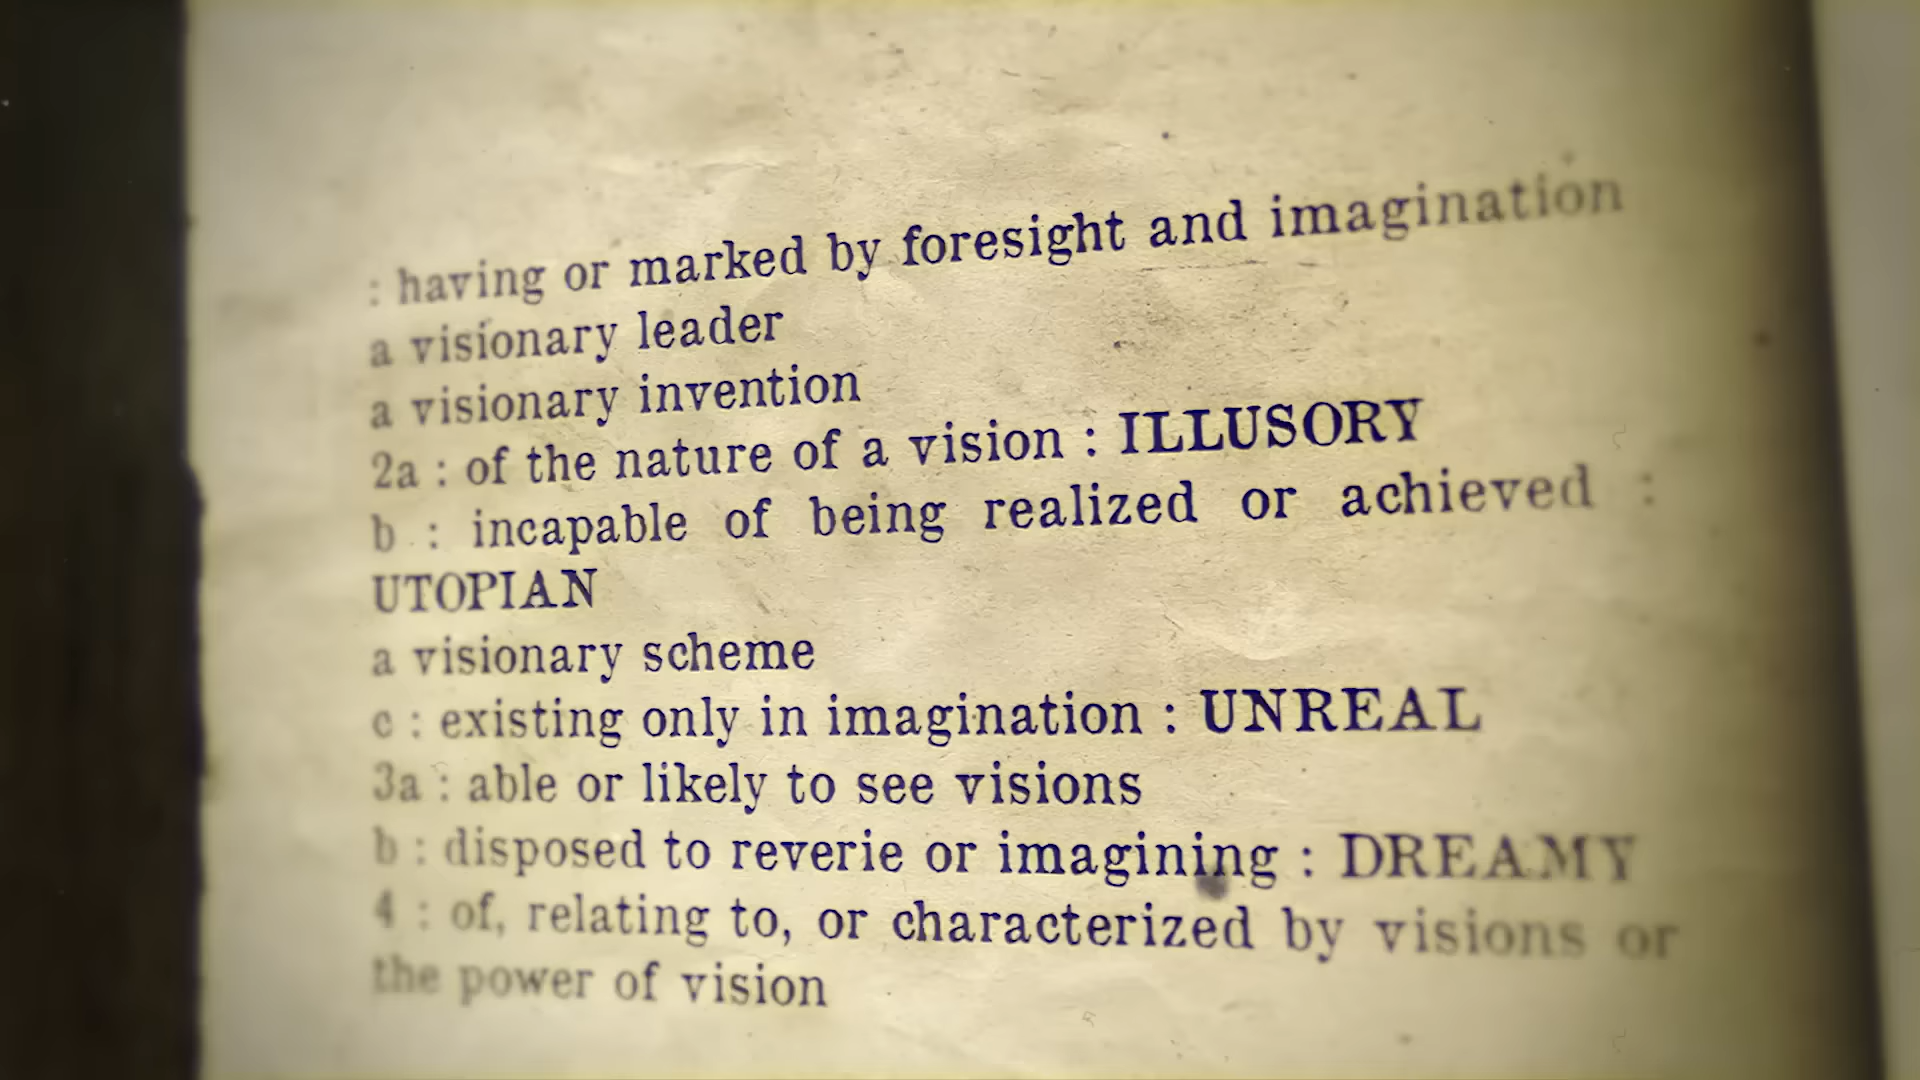 : having or marked by foresight and imagination
a visionary leader
a visionary invention
2a : of the nature of a vision : ILLUSORY
b : incapable of being realized or achieved :
UTOPIAN
a visionary scheme
c : existing only in imagination : UNREAL
3a : able or likely to see visions
b : disposed to reverie or imagining : DREAMY
4 : of, relating to, or characterized by visions or
the power of vision